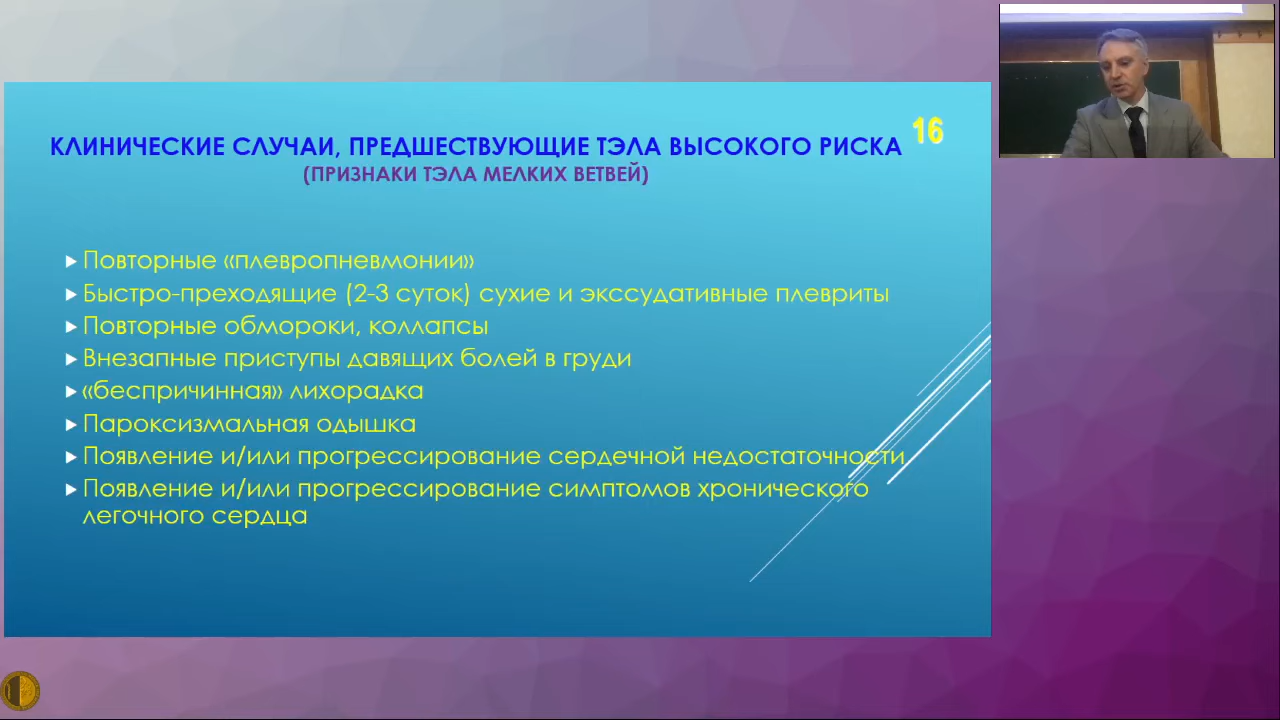 КЛИНИЧЕСКИЕ СЛУЧАИ, ПРЕДШЕСТВУЮЩИЕ ТЭЛА ВЫСОКОГО РИСКА
16
(ПРИЗНАКИ ТЭЛА МЕЛКИХ ВЕТВЕЙ)
Повторные «плевропневмонии»
Быстро-преходящие (2-3 суток) сухие и экссудативные плевриты
Повторные обмороки, коллапсы
Внезапные приступы давящих болей в груди
«беспричинная» лихорадка
Пароксизмальная одышка
Появление и/или прогрессирование сердечной недостаточности
Появление и/или прогрессирование симптомов хронического
легочного сердца